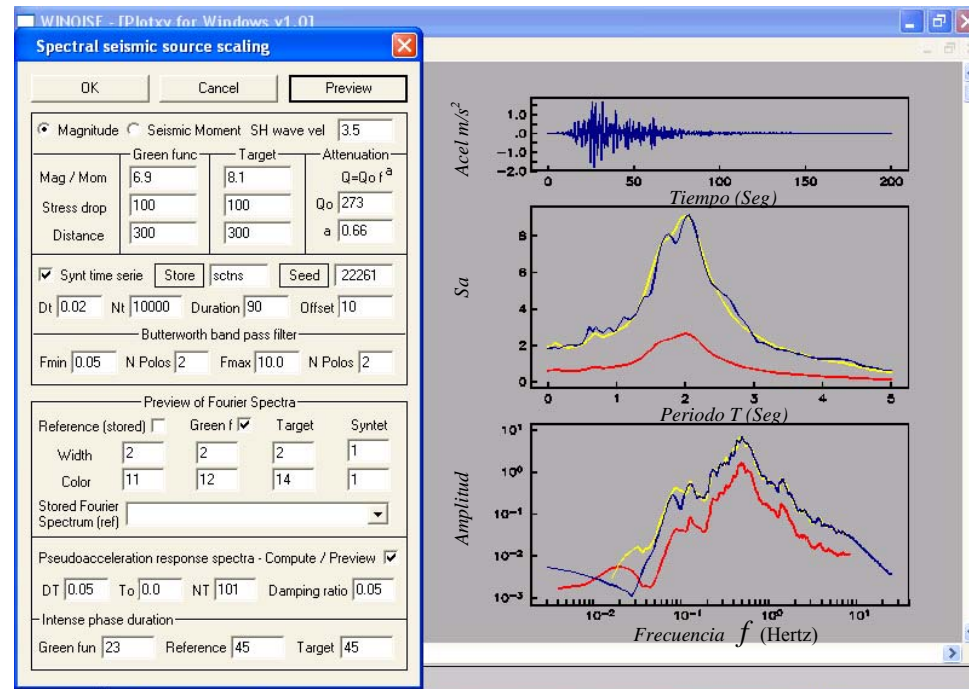 WINOISE - [Plotxy for Windows v1.0]
Spectral seismic source scaling
OK Cancel Preview
Magnitude Seismic Moment SH wave vel 3.5
Green func Target Attenuation
Mag / Mom 6.9 8.1 Q=Qo f a
Stress drop 100 100 Qo 273
Distance 300 300 a 0.66
Synt time serie Store sctns Seed 22261
Dt 0.02 Nt 10000 Duration 90 Offset 10
Butterworth band pass filter
Fmin 0.05 N Polos 2 Fmax 10.0 N Polos 2
Preview of Fourier Spectra
Reference (stored) Green f Target Syntet
Width 2 2 2 1
Color 11 12 14 1
Stored Fourier
Spectrum (ref)
Pseudoacceleration response spectra - Compute / Preview
DT 0.05 To 0.0 NT 101 Damping ratio 0.05
Intense phase duration
Green fun 23 Reference 45 Target 45
Acel m/s²
1.0
.0
-1.0
-2.0
0 50 100 150 200
Tiempo (Seg)
Sa
8
6
4
2
0
0 1 2 3 4 5
Periodo T (Seg)
Amplitud
10¹
10⁰
10⁻¹
10⁻²
10⁻³
10⁻² 10⁻¹ 10⁰ 10¹
Frecuencia f (Hertz)